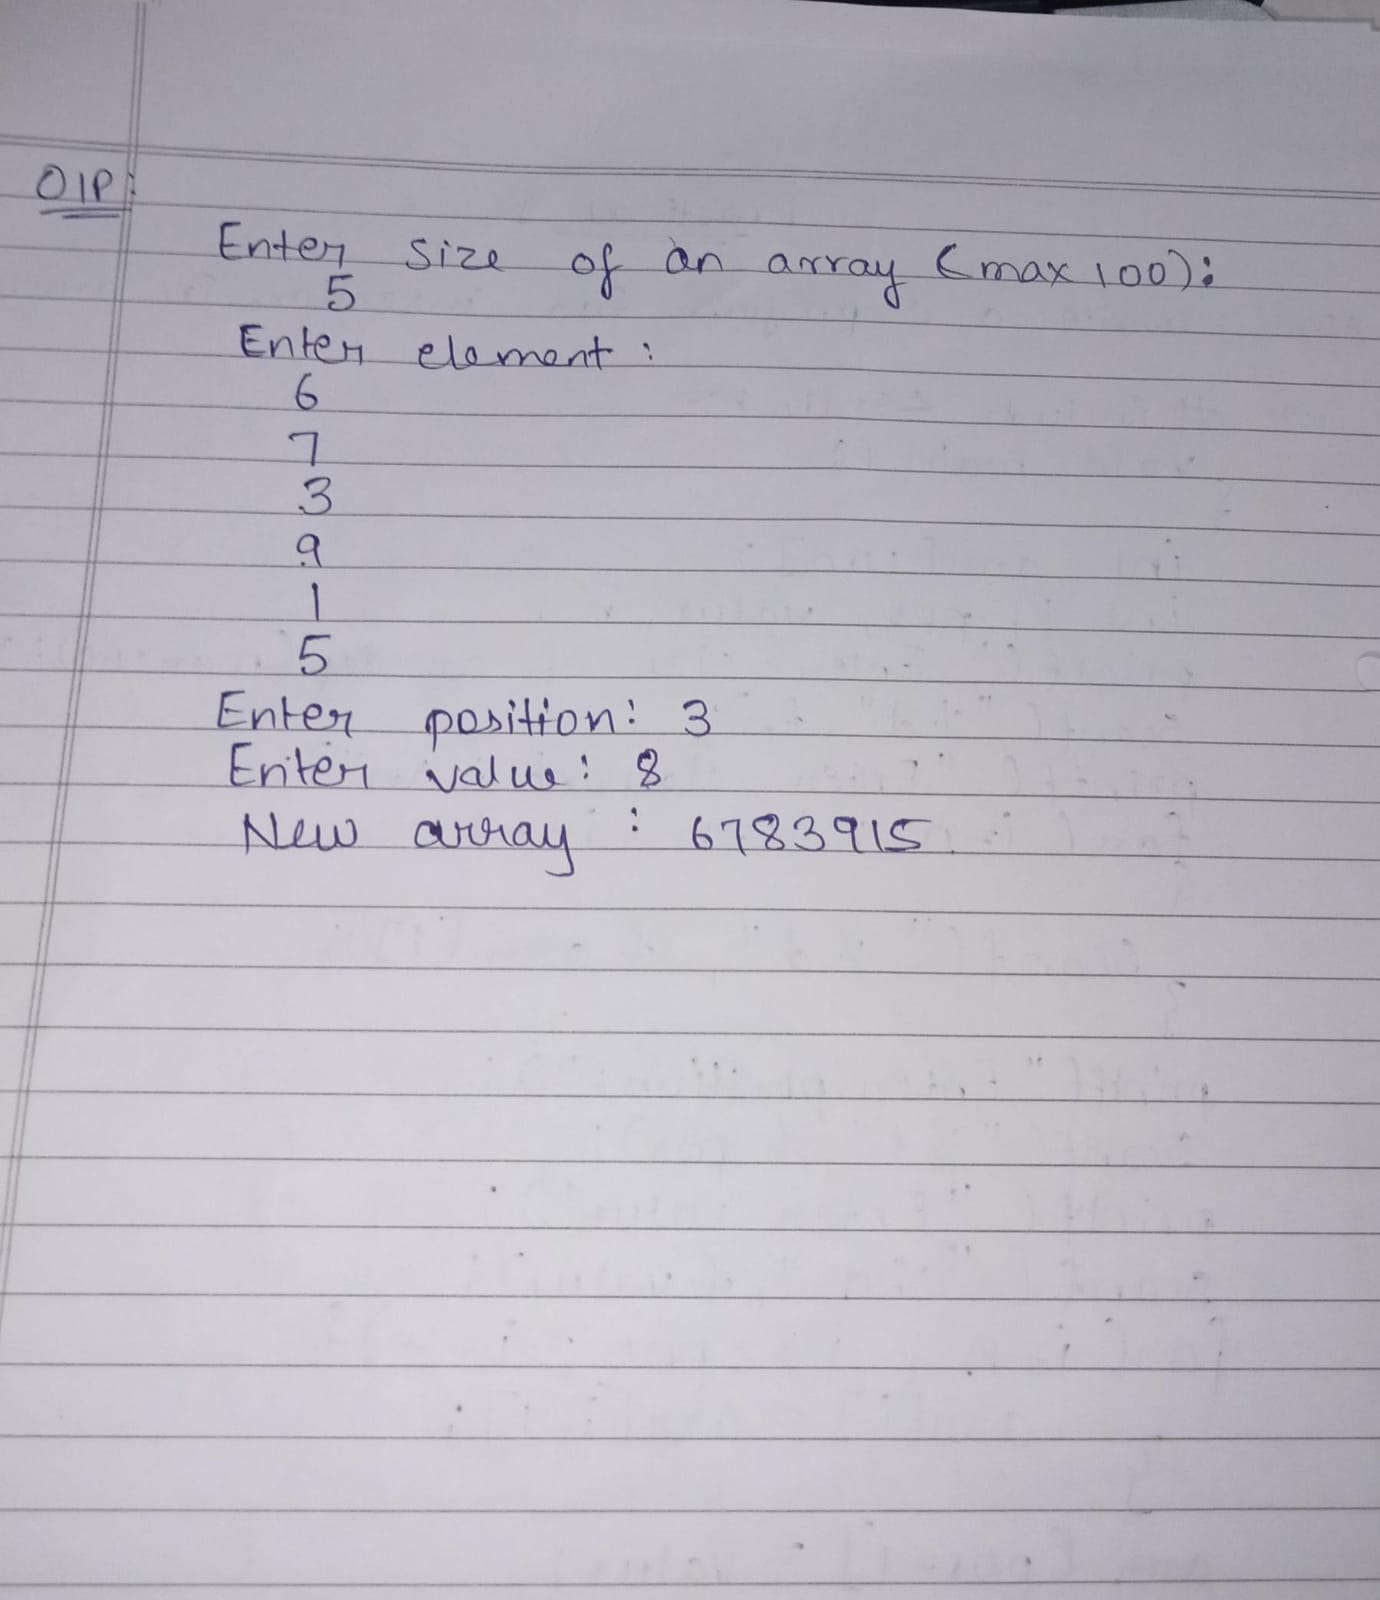 O/P:
Enter size of an array (max 100):
5
Enter element :
6
7
3
9
1
5
Enter position: 3
Enter value: 8
New array : 6783915